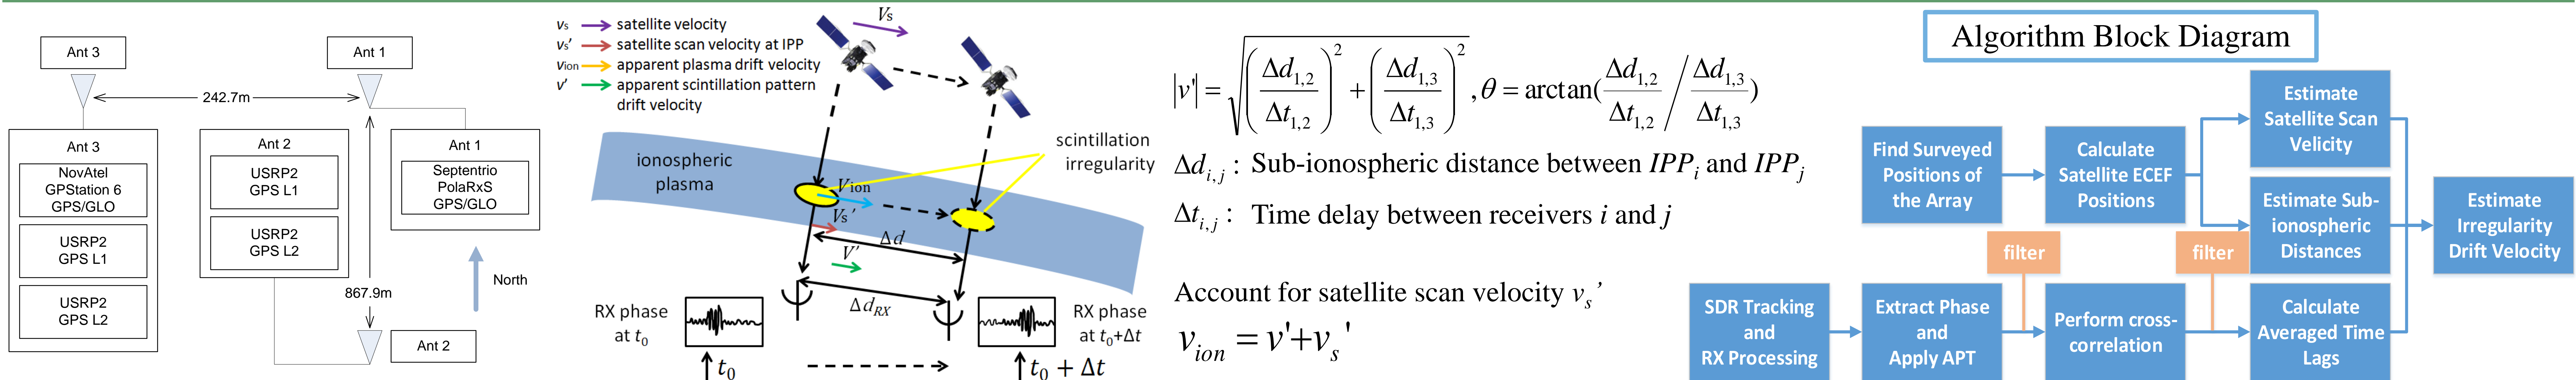 Ant 3
Ant 1
242.7m
Ant 3
NovAtel
GPStation 6
GPS/GLO
USRP2
GPS L1
USRP2
GPS L2
Ant 2
USRP2
GPS L1
USRP2
GPS L2
Ant 1
Septentrio
PolaRxS
GPS/GLO
North
867.9m
Ant 2
vs satellite velocity
vs' satellite scan velocity at IPP
vion apparent plasma drift velocity
v' apparent scintillation pattern
drift velocity
Vs
ionospheric
plasma
scintillation
irregularity
Vion
Vs'
Δd
V'
Δd_RX
RX phase
at t₀
RX phase
at t₀+Δt
t₀
t₀ + Δt
|v'| = √((Δd₁,₂/Δt₁,₂)² + (Δd₁,₃/Δt₁,₃)²), θ = arctan(Δd₁,₂/Δt₁,₂ / Δd₁,₃/Δt₁,₃)
Δd_i,j : Sub-ionospheric distance between IPP_i and IPP_j
Δt_i,j : Time delay between receivers i and j
Account for satellite scan velocity v_s'
v_ion = v'+v_s'
Algorithm Block Diagram
Find Surveyed
Positions of
the Array
Calculate
Satellite ECEF
Positions
Estimate
Satellite Scan
Velicity
Estimate Sub-
ionospheric
Distances
Estimate
Irregularity
Drift Velocity
filter
filter
SDR Tracking
and
RX Processing
Extract Phase
and
Apply APT
Perform cross-
correlation
Calculate
Averaged Time
Lags